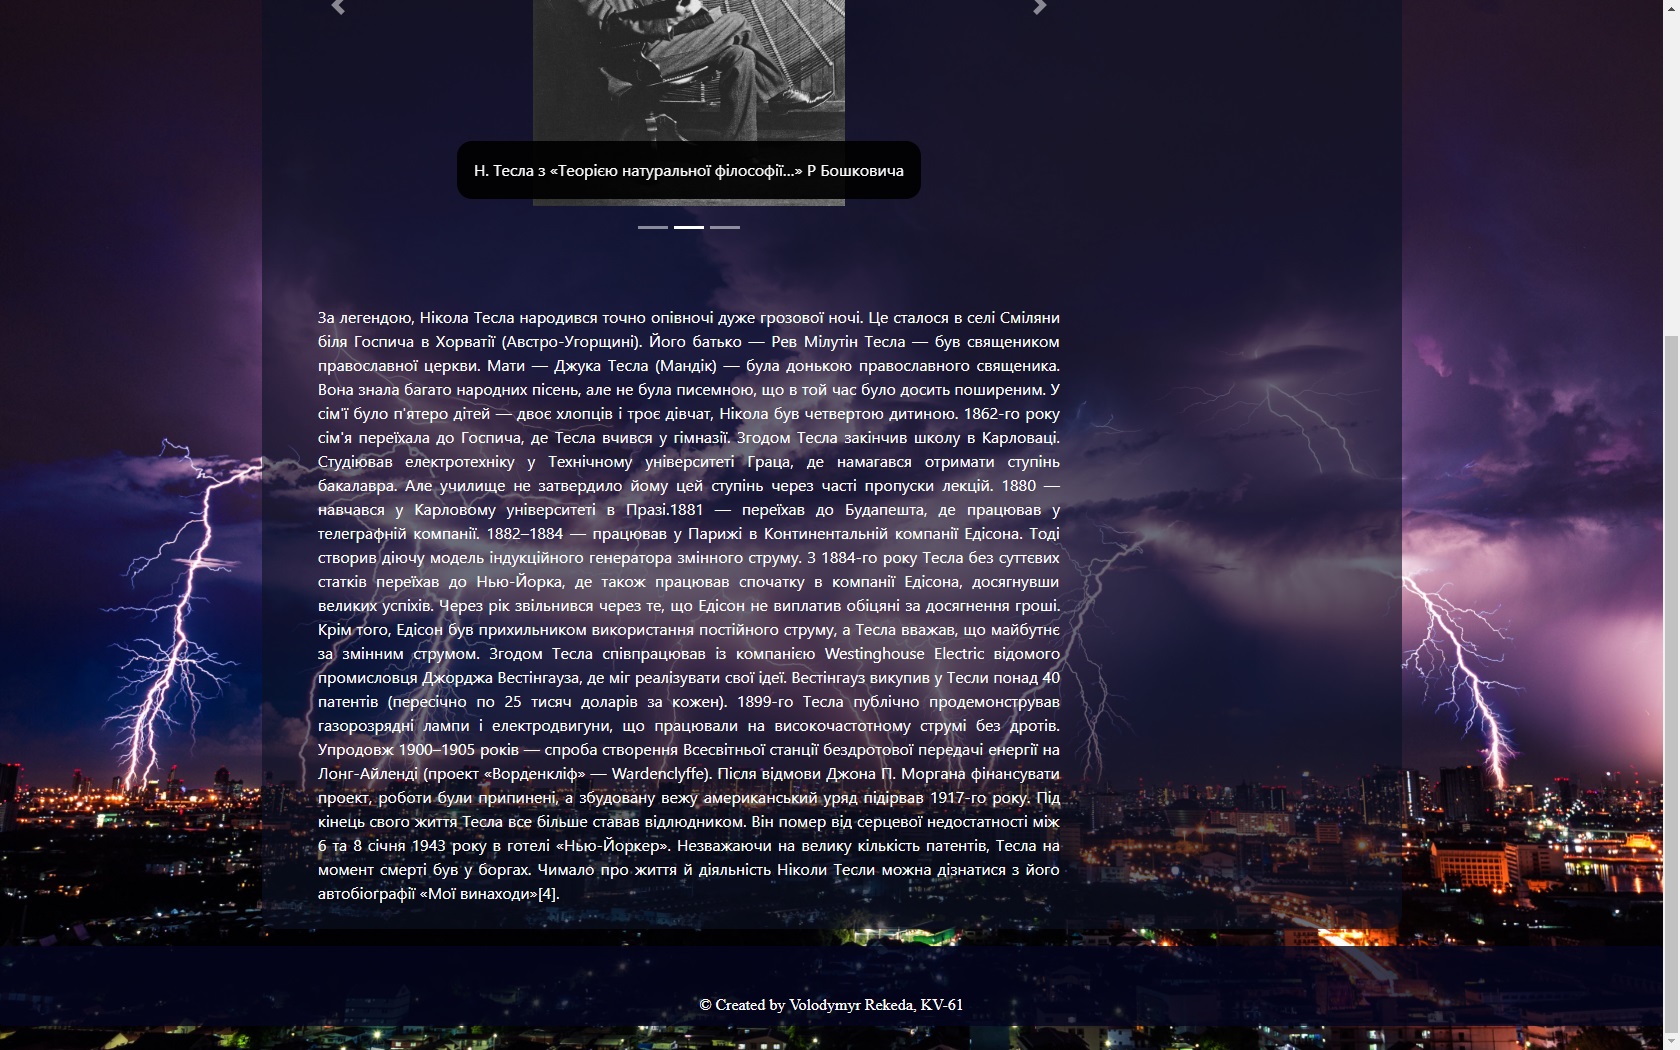 Н. Тесла з «Теорією натуральної філософії...» Р Бошковича
За легендою, Нікола Тесла народився точно опівночі дуже грозової ночі. Це сталося в селі Сміляни
біля Госпича в Хорватії (Австро-Угорщині). Його батько — Рев Мілутін Тесла — був священиком
православної церкви. Мати — Джука Тесла (Мандік) — була донькою православного священика.
Вона знала багато народних пісень, але не була писемною, що в той час було досить поширеним. У
сім'ї було п'ятеро дітей — двоє хлопців і троє дівчат, Нікола був четвертою дитиною. 1862-го року
сім'я переїхала до Госпича, де Тесла вчився у гімназії. Згодом Тесла закінчив школу в Карловаці.
Студіював електротехніку у Технічному університеті Граца, де намагався отримати ступінь
бакалавра. Але училище не затвердило йому цей ступінь через часті пропуски лекцій. 1880 —
навчався у Карловому університеті в Празі.1881 — переїхав до Будапешта, де працював у
телеграфній компанії. 1882–1884 — працював у Парижі в Континентальній компанії Едісона. Тоді
створив діючу модель індукційного генератора змінного струму. З 1884-го року Тесла без суттєвих
статків переїхав до Нью-Йорка, де також працював спочатку в компанії Едісона, досягнувши
великих успіхів. Через рік звільнився через те, що Едісон не виплатив обіцяні за досягнення гроші.
Крім того, Едісон був прихильником використання постійного струму, а Тесла вважав, що майбутнє
за змінним струмом. Згодом Тесла співпрацював із компанією Westinghouse Electric відомого
промисловця Джорджа Вестінгауза, де міг реалізувати свої ідеї. Вестінгауз викупив у Тесли понад 40
патентів (пересічно по 25 тисяч доларів за кожен). 1899-го Тесла публічно продемонстрував
газорозрядні лампи і електродвигуни, що працювали на високочастотному струмі без дротів.
Упродовж 1900–1905 років — спроба створення Всесвітньої станції бездротової передачі енергії на
Лонг-Айленді (проект «Ворденкліф» — Wardenclyffe). Після відмови Джона П. Моргана фінансувати
проект, роботи були припинені, а збудовану вежу американський уряд підірвав 1917-го року. Під
кінець свого життя Тесла все більше ставав відлюдником. Він помер від серцевої недостатності між
6 та 8 січня 1943 року в готелі «Нью-Йоркер». Незважаючи на велику кількість патентів, Тесла на
момент смерті був у боргах. Чимало про життя й діяльність Ніколи Тесли можна дізнатися з його
автобіографії «Мої винаходи»[4].
© Created by Volodymyr Rekeda, KV-61